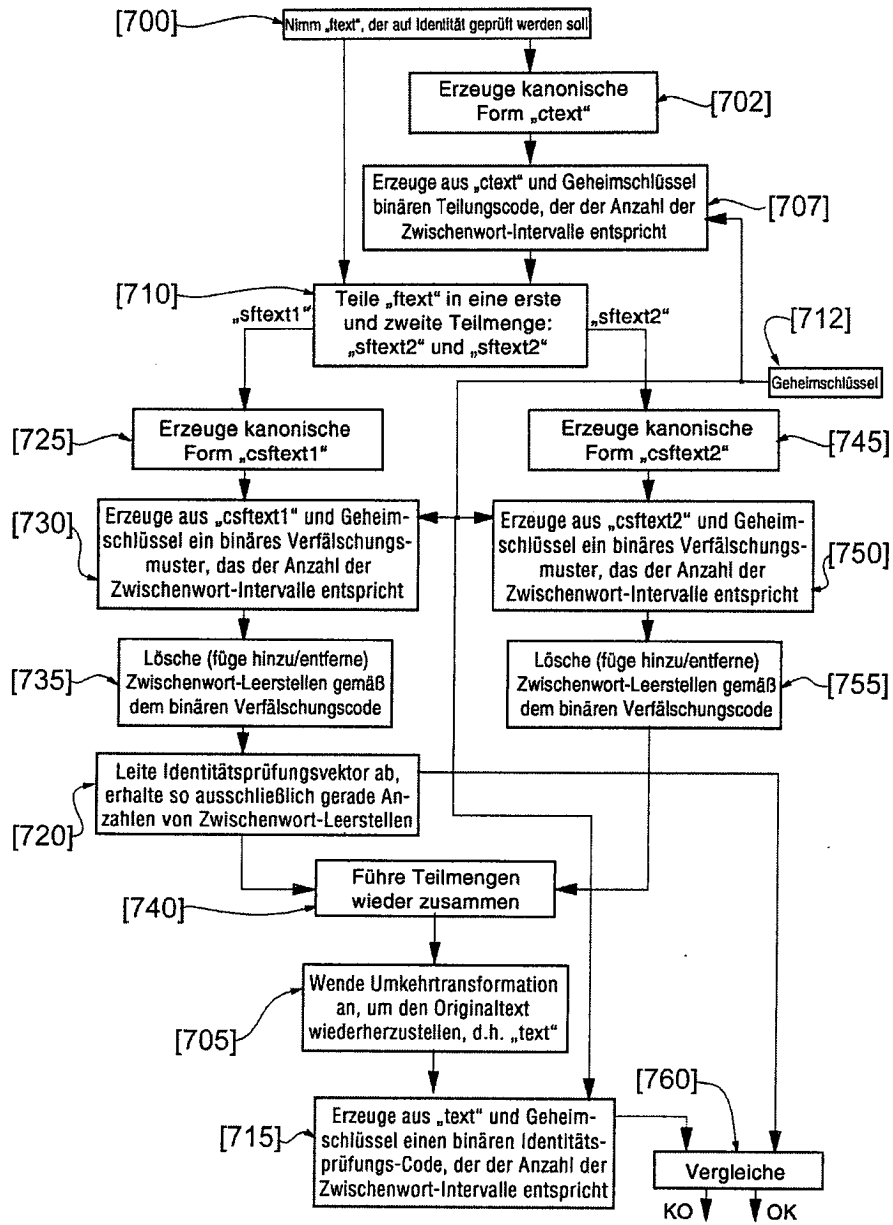 [700]
Nimm „ftext", der auf Identität geprüft werden soll
Erzeuge kanonische
Form „ctext"
[702]
Erzeuge aus „ctext" und Geheimschlüssel
binären Teilungscode, der der Anzahl der
Zwischenwort-Intervalle entspricht
[707]
[710]
Teile „ftext" in eine erste
und zweite Teilmenge:
„sftext2" und „sftext2"
„sftext1"
„sftext2"
[712]
Geheimschlüssel
[725]
Erzeuge kanonische
Form „csftext1"
Erzeuge kanonische
Form „csftext2"
[745]
[730]
Erzeuge aus „csftext1" und Geheim-
schlüssel ein binäres Verfälschungs-
muster, das der Anzahl der
Zwischenwort-Intervalle entspricht
Erzeuge aus „csftext2" und Geheim-
schlüssel ein binäres Verfälschungs-
muster, das der Anzahl der
Zwischenwort-Intervalle entspricht
[750]
[735]
Lösche (füge hinzu/entferne)
Zwischenwort-Leerstellen gemäß
dem binären Verfälschungscode
Lösche (füge hinzu/entferne)
Zwischenwort-Leerstellen gemäß
dem binären Verfälschungscode
[755]
Leite Identitätsprüfungsvektor ab,
erhalte so ausschließlich gerade An-
zahlen von Zwischenwort-Leerstellen
[720]
Führe Teilmengen
wieder zusammen
[740]
Wende Umkehrtransformation
an, um den Originaltext
wiederherzustellen, d.h. „text"
[705]
[715]
Erzeuge aus „text" und Geheim-
schlüssel einen binären Identitäts-
prüfungs-Code, der der Anzahl der
Zwischenwort-Intervalle entspricht
[760]
Vergleiche
KO
OK